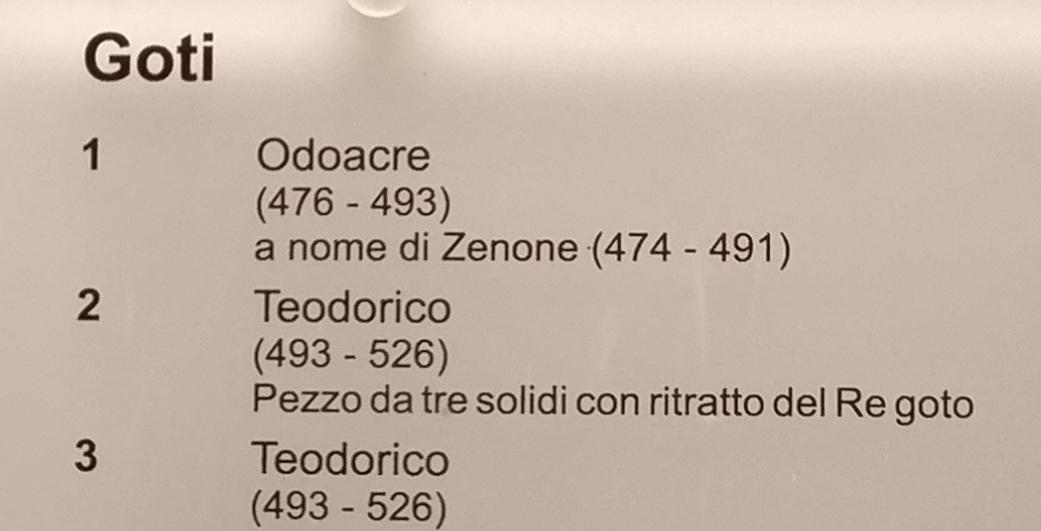 Goti
1 Odoacre
(476 - 493)
a nome di Zenone (474 - 491)
2 Teodorico
(493 - 526)
Pezzo da tre solidi con ritratto del Re goto
3 Teodorico
(493 - 526)